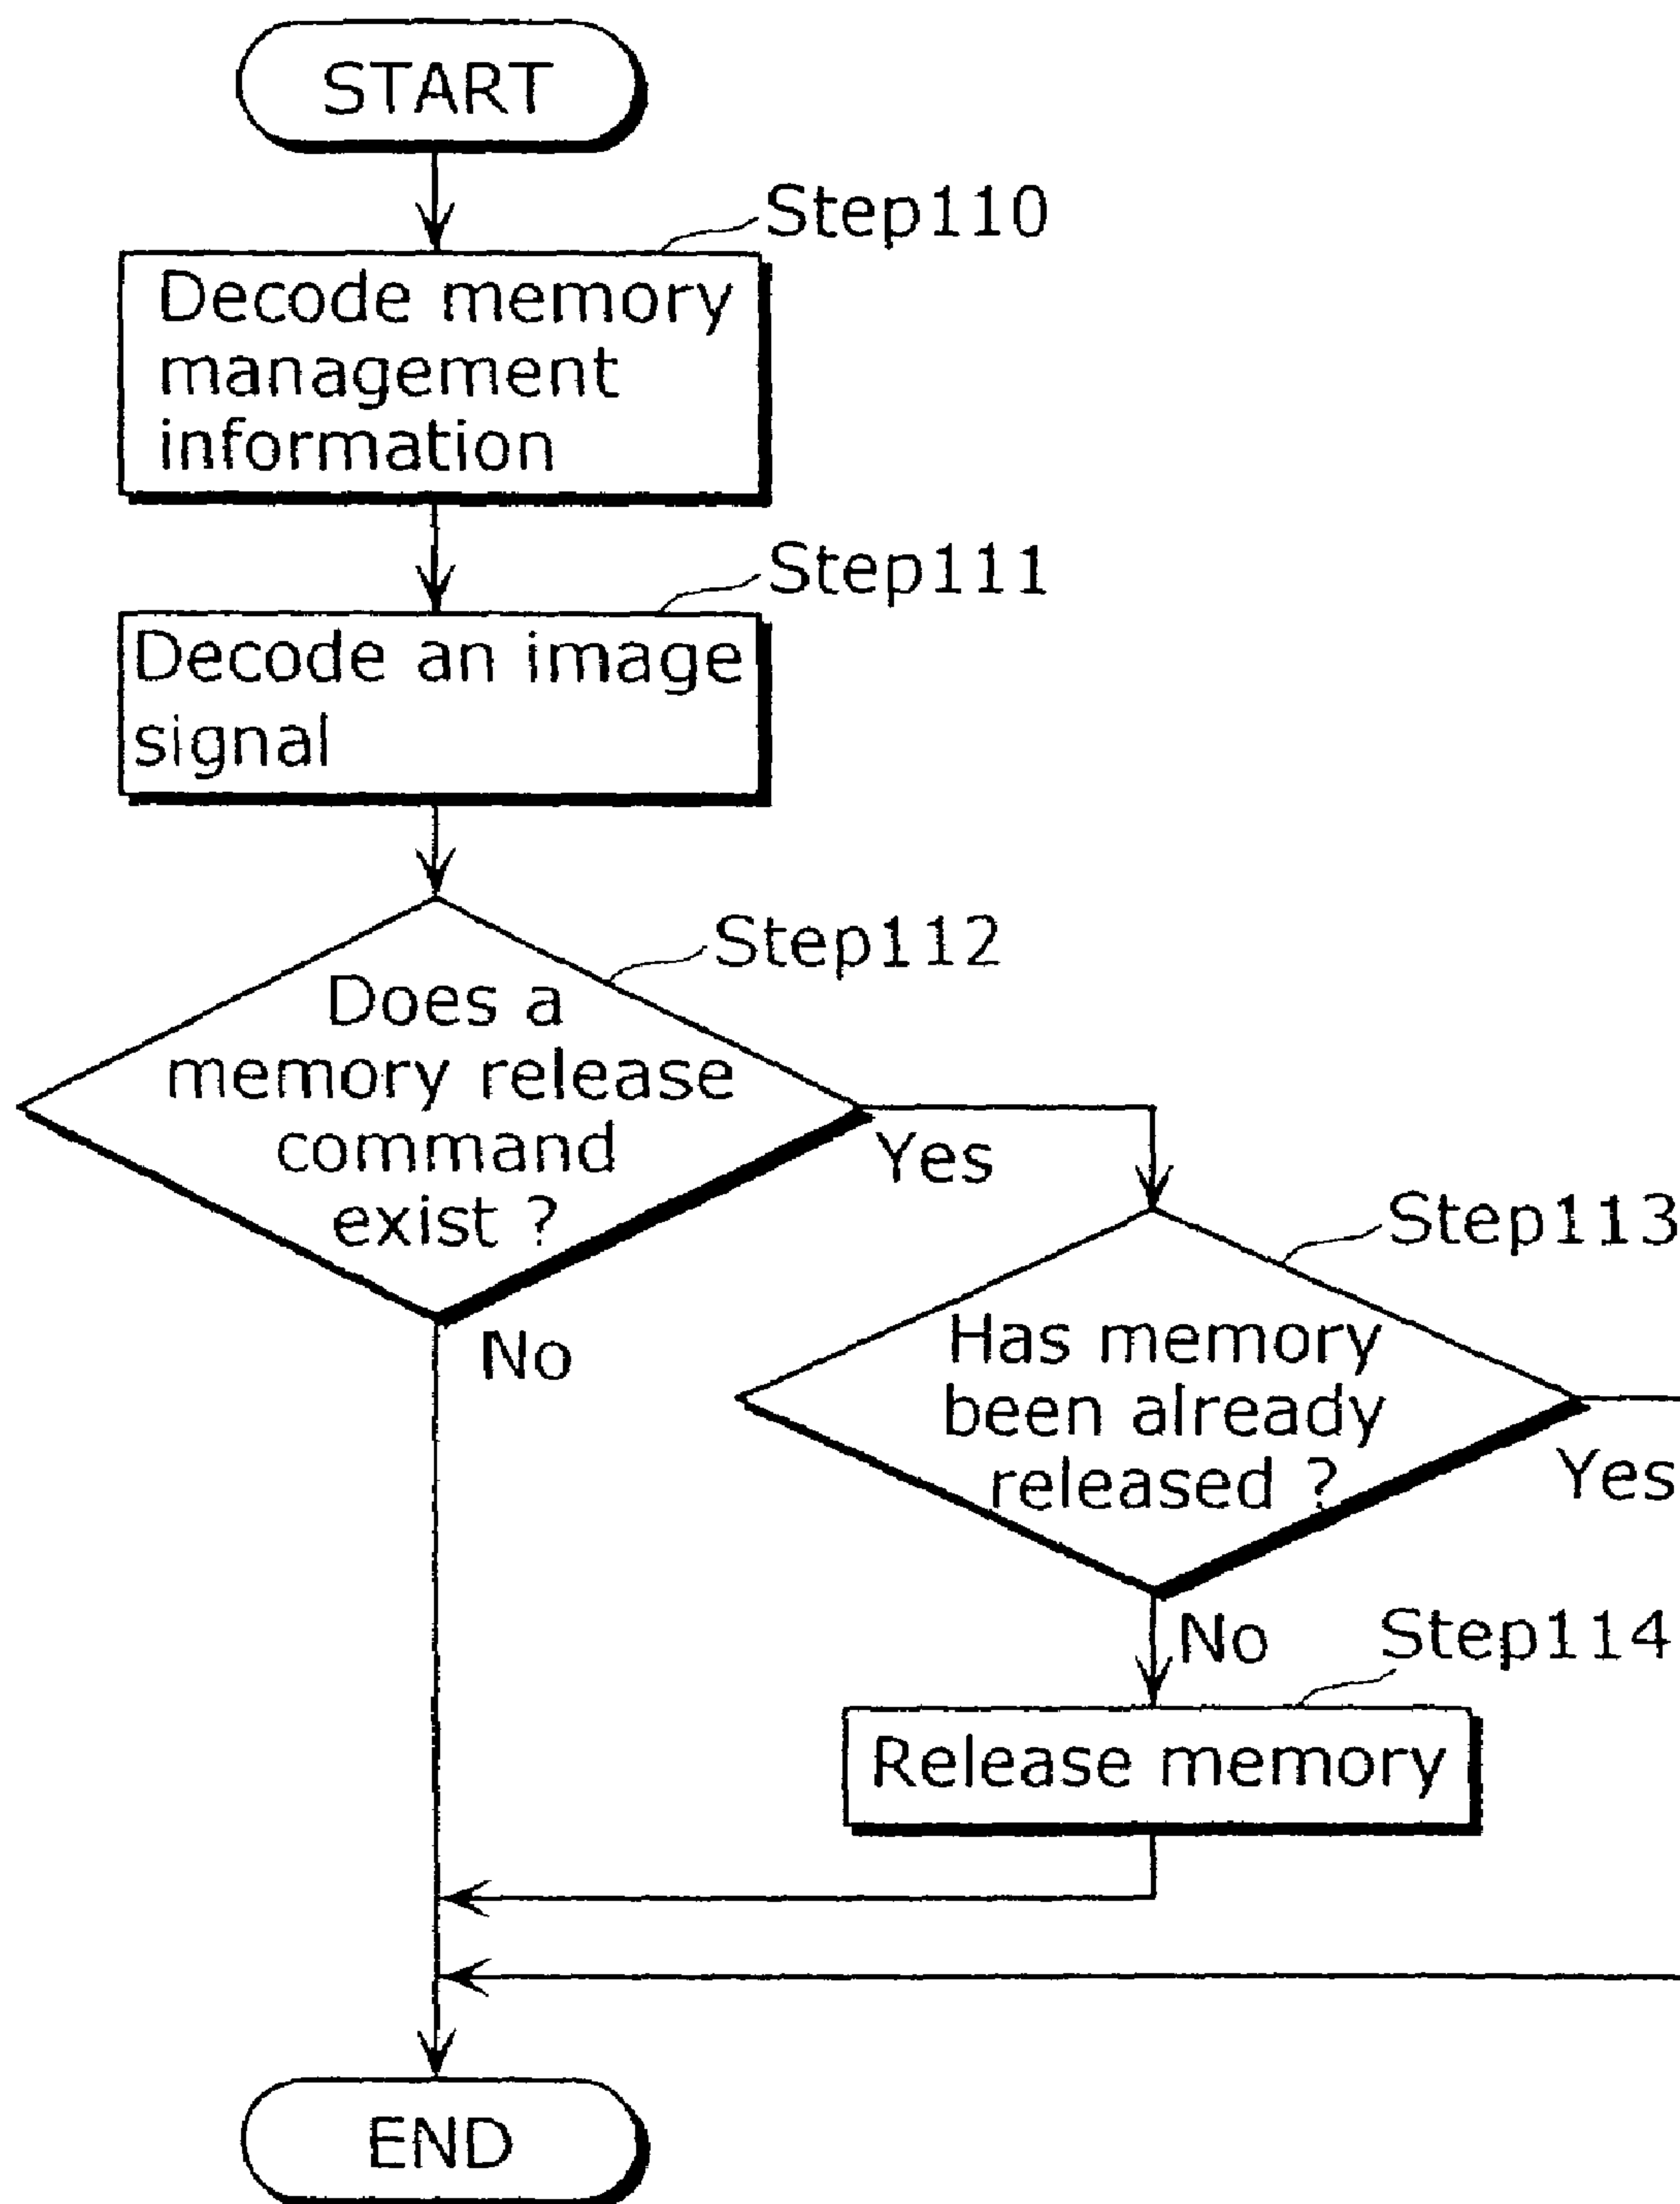 START
Step110
Decode memory
management
information
Step111
Decode an image
signal
Step112
Does a
memory release
command
exist ?
Yes
No
Step113
Has memory
been already
released ?
Yes
No
Step114
Release memory
END